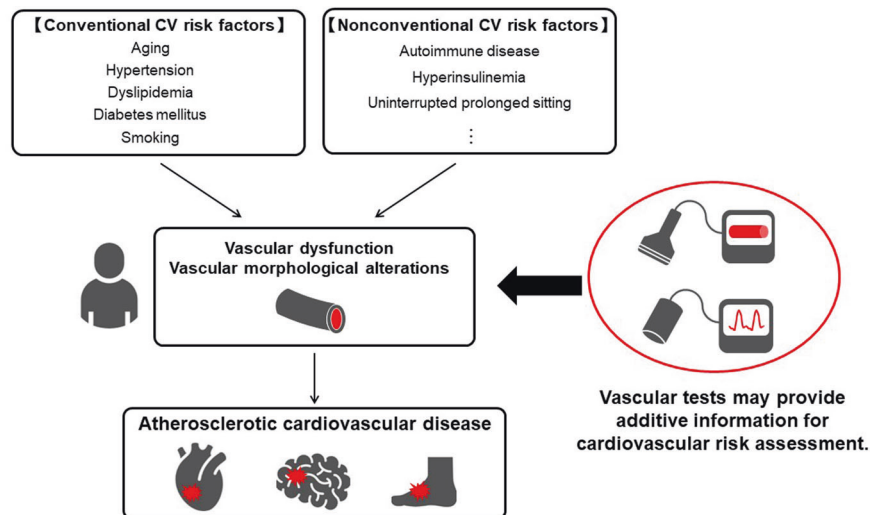 【Conventional CV risk factors】
Aging
Hypertension
Dyslipidemia
Diabetes mellitus
Smoking
【Nonconventional CV risk factors】
Autoimmune disease
Hyperinsulinemia
Uninterrupted prolonged sitting
⋮
Vascular dysfunction
Vascular morphological alterations
Vascular tests may provide
additive information for
cardiovascular risk assessment.
Atherosclerotic cardiovascular disease